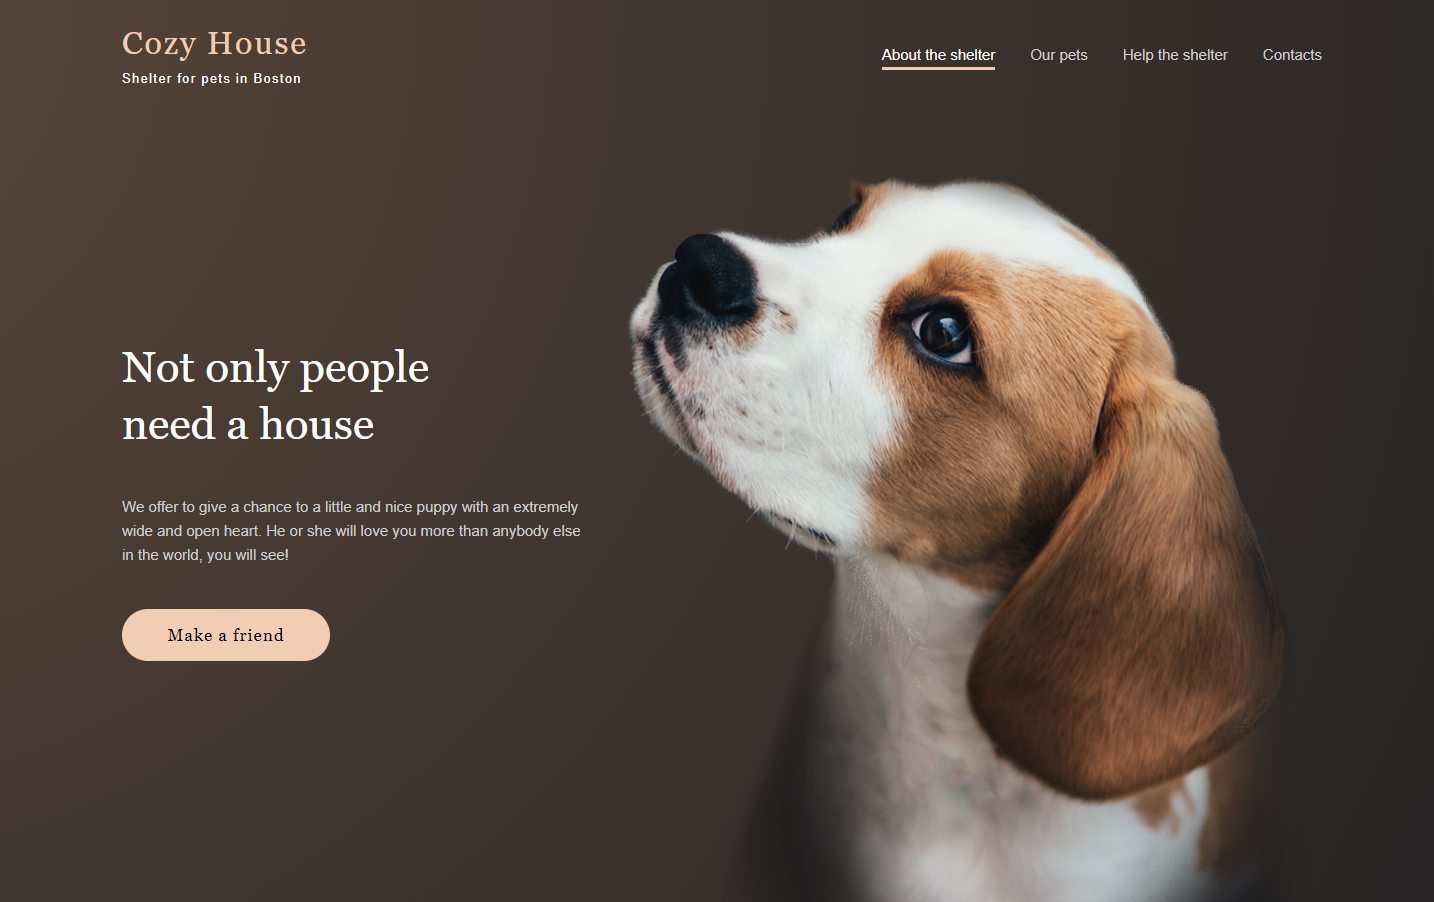 Cozy House
Shelter for pets in Boston
About the shelter
Our pets
Help the shelter
Contacts
Not only people
need a house
We offer to give a chance to a little and nice puppy with an extremely
wide and open heart. He or she will love you more than anybody else
in the world, you will see!
Make a friend